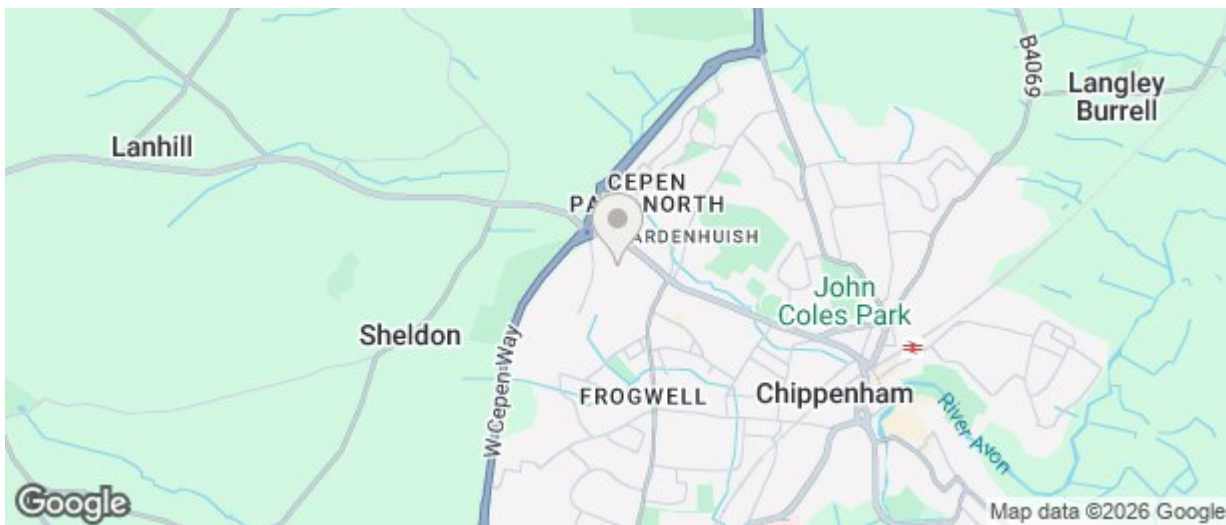 B4069
Langley
Burrell
Lanhill
CEPEN
NORTH
John
Coles Park
Sheldon
W Cepen Way
FROGWELL
Chippenham
River Avon
Google
Map data ©2026 Google